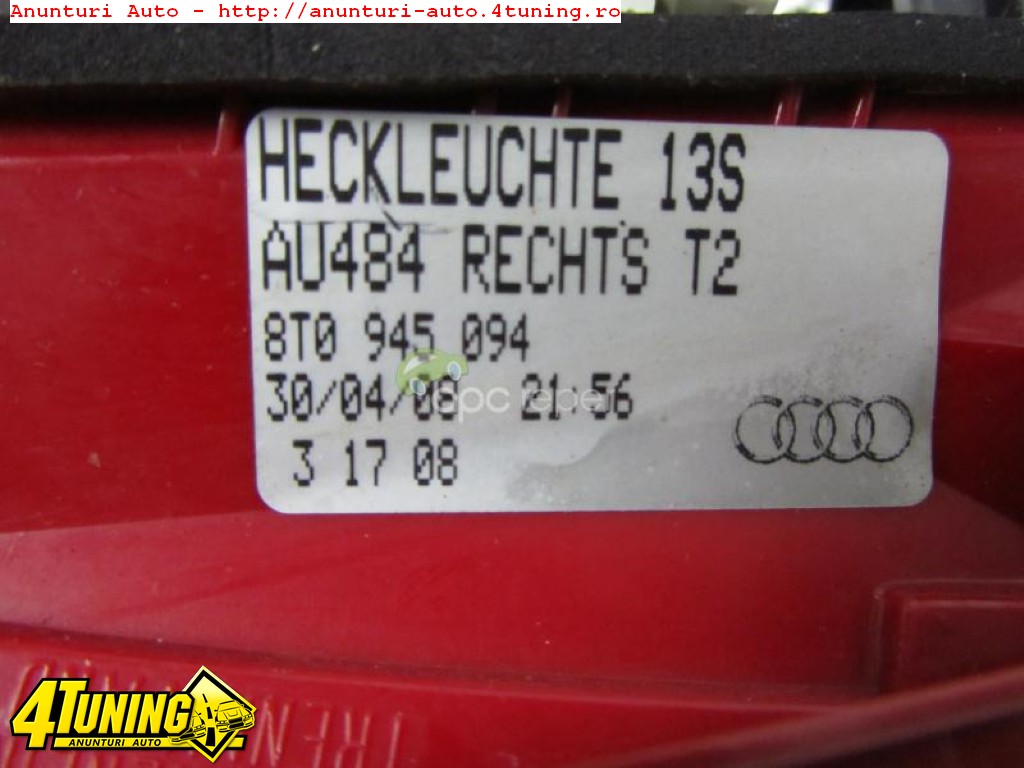 Anunturi Auto - http://anunturi-auto.4tuning.ro
HECKLEUCHTE 13S
AU484 RECHTS T2
8T0 945 094
30/04/08 21:56
3 17 08
4TUNING
ANUNTURI AUTO